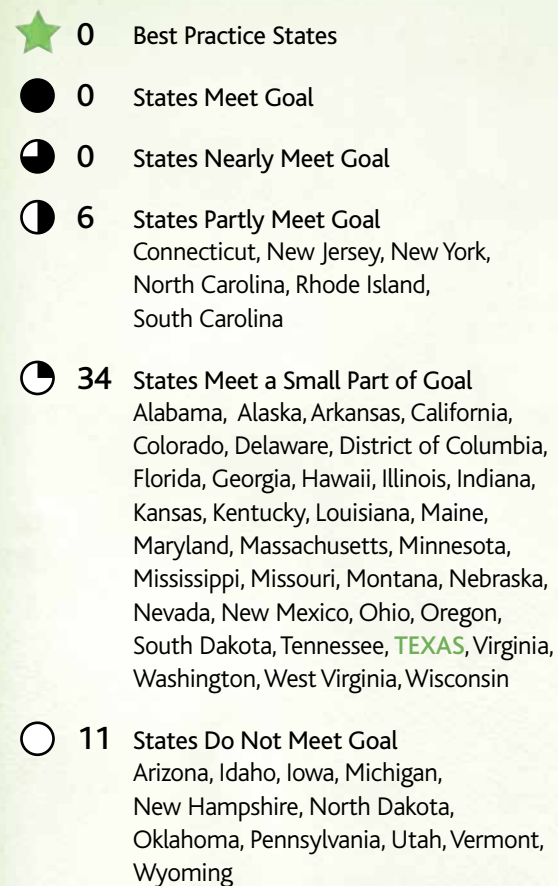 0 Best Practice States
0 States Meet Goal
0 States Nearly Meet Goal
6 States Partly Meet Goal
Connecticut, New Jersey, New York,
North Carolina, Rhode Island,
South Carolina
34 States Meet a Small Part of Goal
Alabama, Alaska, Arkansas, California,
Colorado, Delaware, District of Columbia,
Florida, Georgia, Hawaii, Illinois, Indiana,
Kansas, Kentucky, Louisiana, Maine,
Maryland, Massachusetts, Minnesota,
Mississippi, Missouri, Montana, Nebraska,
Nevada, New Mexico, Ohio, Oregon,
South Dakota, Tennessee, TEXAS, Virginia,
Washington, West Virginia, Wisconsin
11 States Do Not Meet Goal
Arizona, Idaho, Iowa, Michigan,
New Hampshire, North Dakota,
Oklahoma, Pennsylvania, Utah, Vermont,
Wyoming